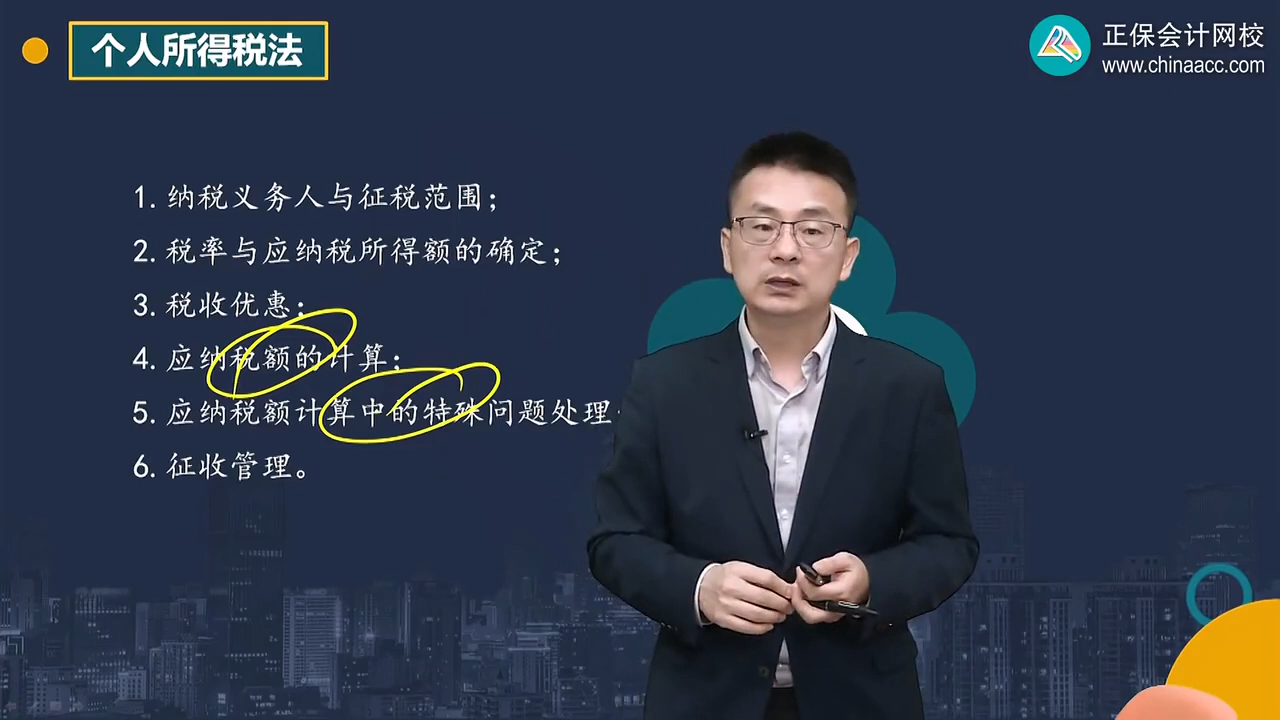 个人所得税法
正保会计网校
www.chinaacc.com
1. 纳税义务人与征税范围；
2. 税率与应纳税所得额的确定；
3. 税收优惠；
4. 应纳税额的计算；
5. 应纳税额计算中的特殊问题处理
6. 征收管理。